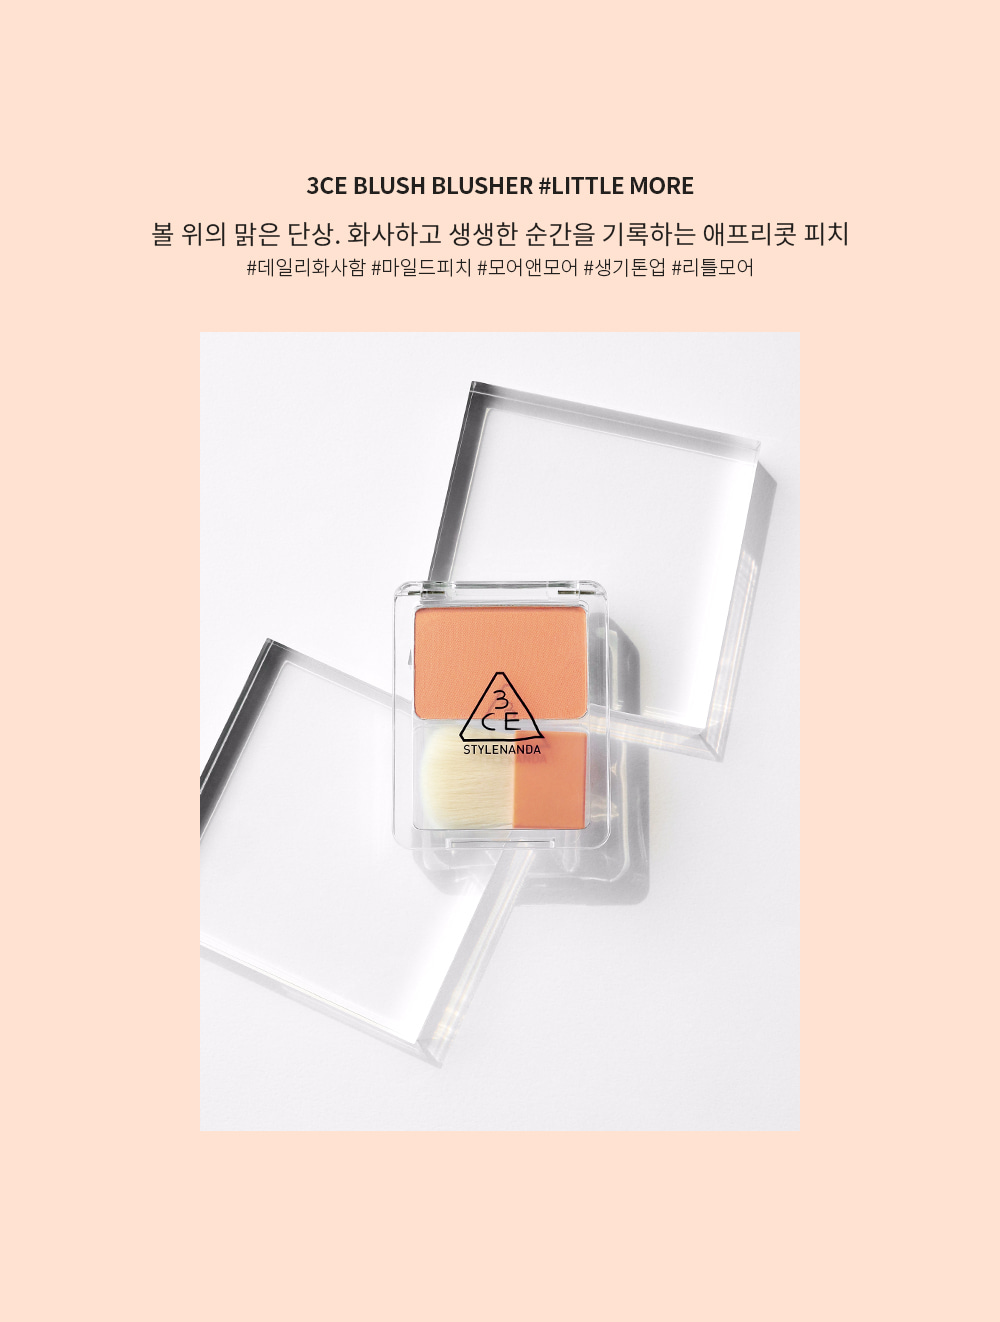 3CE BLUSH BLUSHER #LITTLE MORE
볼 위의 맑은 단상. 화사하고 생생한 순간을 기록하는 애프리콧 피치
#데일리화사함 #마일드피치 #모어앤모어 #생기톤업 #리틀모어
3
CE
STYLENANDA